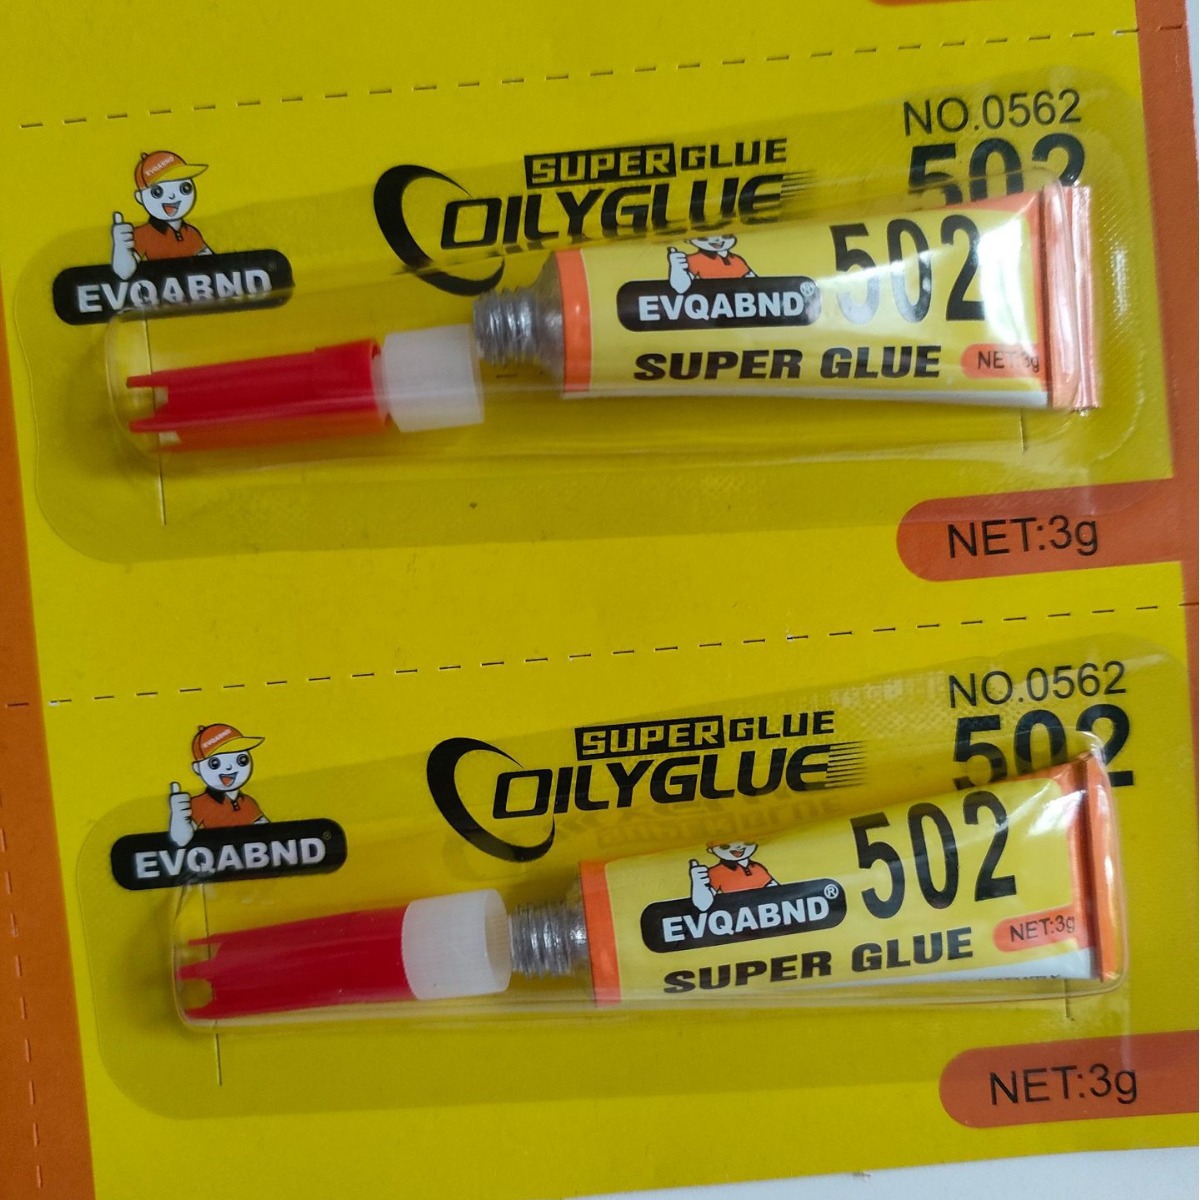 NO.0562
502
SUPER GLUE
OILYGLUE
EVQABND
EVQABND®
502
SUPER GLUE
NET:3g
NET:3g
NO.0562
502
SUPER GLUE
OILYGLUE
EVQABND
EVQABND®
EVQABND®
502
SUPER GLUE
NET:3g
NET:3g